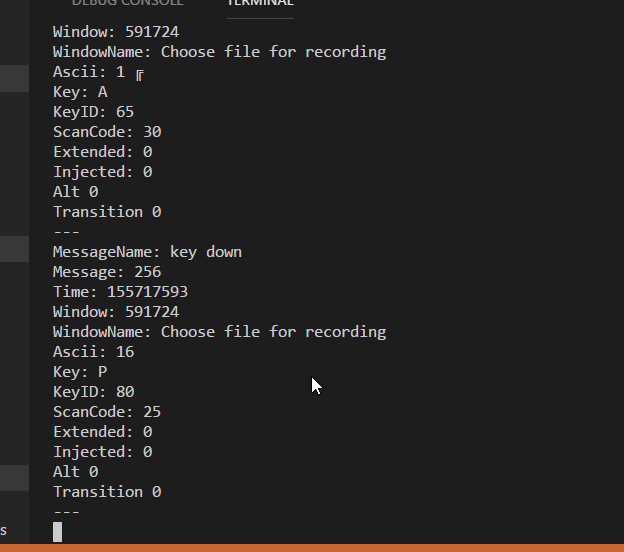 DEBUG CONSOLE TERMINAL
Window: 591724
WindowName: Choose file for recording
Ascii: 1 ╔
Key: A
KeyID: 65
ScanCode: 30
Extended: 0
Injected: 0
Alt 0
Transition 0
---
MessageName: key down
Message: 256
Time: 155717593
Window: 591724
WindowName: Choose file for recording
Ascii: 16
Key: P
KeyID: 80
ScanCode: 25
Extended: 0
Injected: 0
Alt 0
Transition 0
---
s